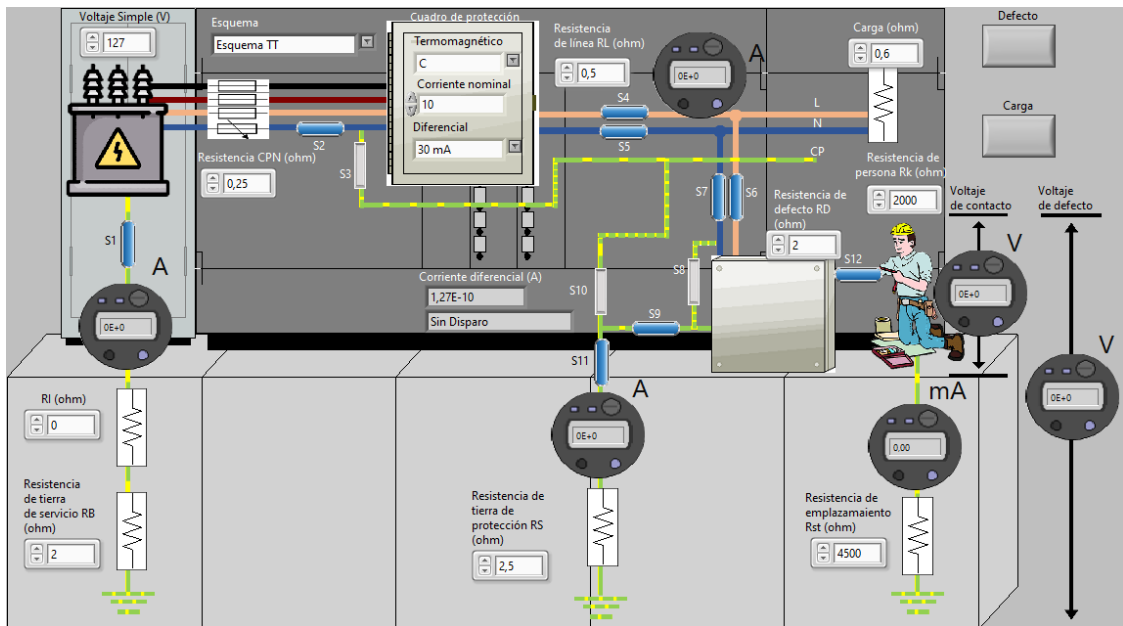 Voltaje Simple (V)
127
Esquema
Esquema TT
Cuadro de protección
Termomagnético
C
Corriente nominal
10
Diferencial
30 mA
Resistencia
de línea RL (ohm)
0,5
A
0E+0
Carga (ohm)
0,6
Defecto
Carga
S4
L
N
S5
S2
S3
Resistencia CPN (ohm)
0,25
CP
Resistencia de
persona Rk (ohm)
2000
S7
S6
Resistencia de
defecto RD
(ohm)
2
Voltaje
de contacto
Voltaje
de defecto
S1
A
0E+0
Corriente diferencial (A)
1,27E-10
Sin Disparo
S10
S8
S12
V
0E+0
S9
S11
V
0E+0
A
0E+0
mA
0,00
RI (ohm)
0
Resistencia
de tierra
de servicio RB
(ohm)
2
Resistencia de
tierra de
protección RS
(ohm)
2,5
Resistencia de
emplazamiento
Rst (ohm)
4500